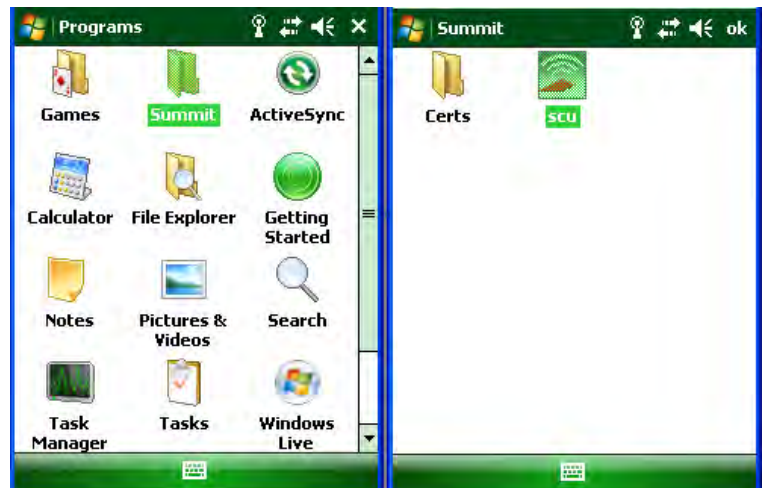 Programs
Games
Summit
ActiveSync
Calculator
File Explorer
Getting
Started
Notes
Pictures &
Videos
Search
Task
Manager
Tasks
Windows
Live
Summit
ok
Certs
scu